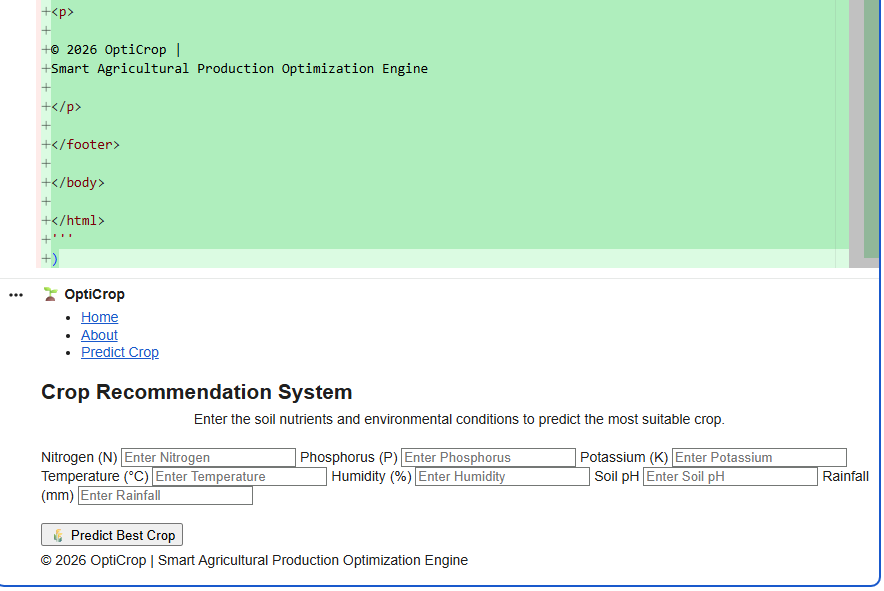 +<p>
+
+© 2026 OptiCrop |
+Smart Agricultural Production Optimization Engine
+
+</p>
+
+</footer>
+
+</body>
+
+</html>
+'''
+)
... 🌱 OptiCrop
• Home
• About
• Predict Crop
Crop Recommendation System
Enter the soil nutrients and environmental conditions to predict the most suitable crop.
Nitrogen (N) Enter Nitrogen Phosphorus (P) Enter Phosphorus Potassium (K) Enter Potassium
Temperature (°C) Enter Temperature Humidity (%) Enter Humidity Soil pH Enter Soil pH Rainfall
(mm) Enter Rainfall
🌾 Predict Best Crop
© 2026 OptiCrop | Smart Agricultural Production Optimization Engine